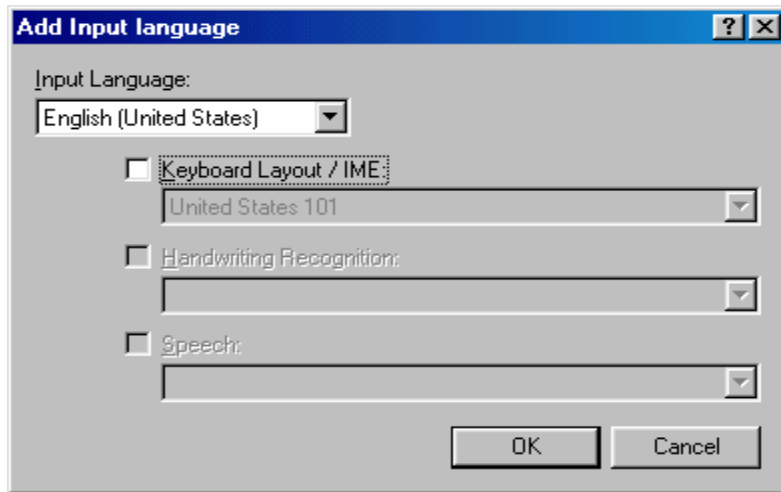 Add Input language
Input Language:
English (United States)
Keyboard Layout / IME:
United States 101
Handwriting Recognition:
Speech:
OK Cancel